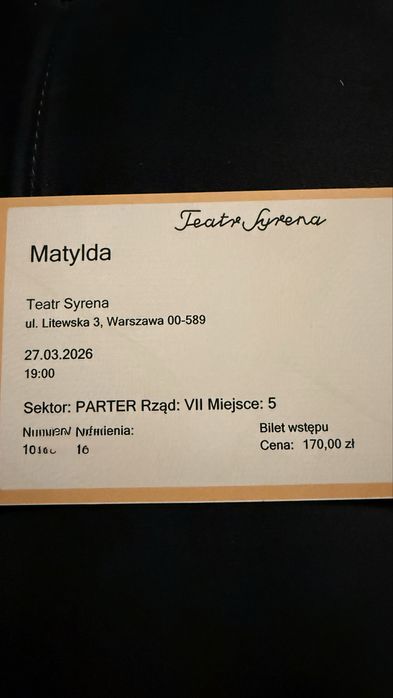 Teatr Syrena
Matylda
Teatr Syrena
ul. Litewska 3, Warszawa 00-589
27.03.2026
19:00
Sektor: PARTER Rząd: VII Miejsce: 5
Bilet wstępu
16
Cena: 170,00 zł